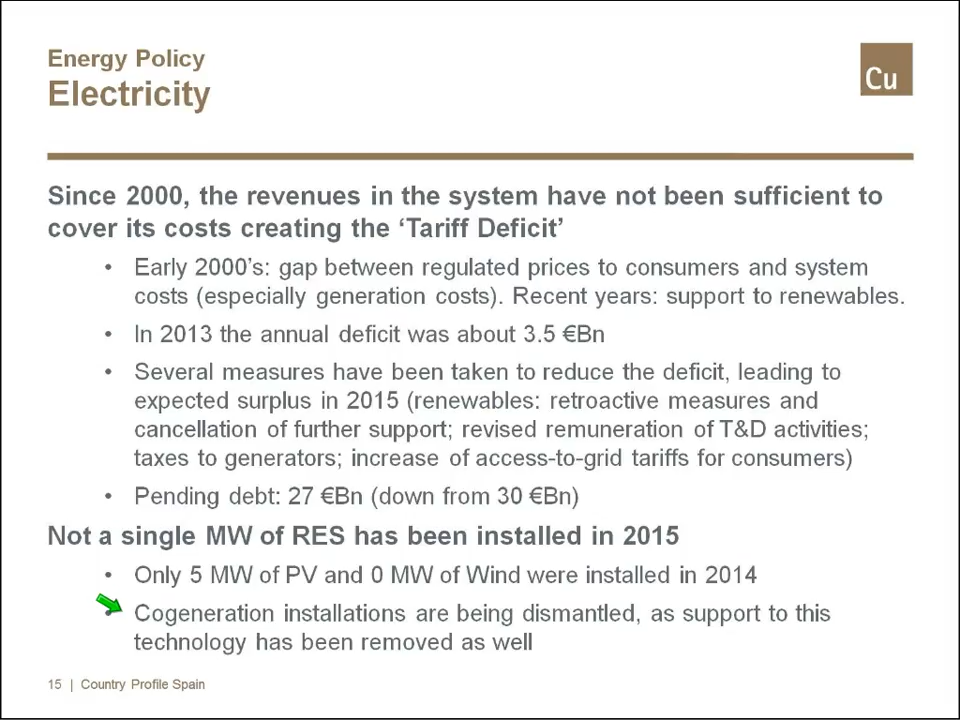 Energy Policy
Electricity
Cu
Since 2000, the revenues in the system have not been sufficient to
cover its costs creating the ‘Tariff Deficit’
• Early 2000’s: gap between regulated prices to consumers and system
costs (especially generation costs). Recent years: support to renewables.
• In 2013 the annual deficit was about 3.5 €Bn
• Several measures have been taken to reduce the deficit, leading to
expected surplus in 2015 (renewables: retroactive measures and
cancellation of further support; revised remuneration of T&D activities;
taxes to generators; increase of access-to-grid tariffs for consumers)
• Pending debt: 27 €Bn (down from 30 €Bn)
Not a single MW of RES has been installed in 2015
• Only 5 MW of PV and 0 MW of Wind were installed in 2014
• Cogeneration installations are being dismantled, as support to this
technology has been removed as well
15 | Country Profile Spain